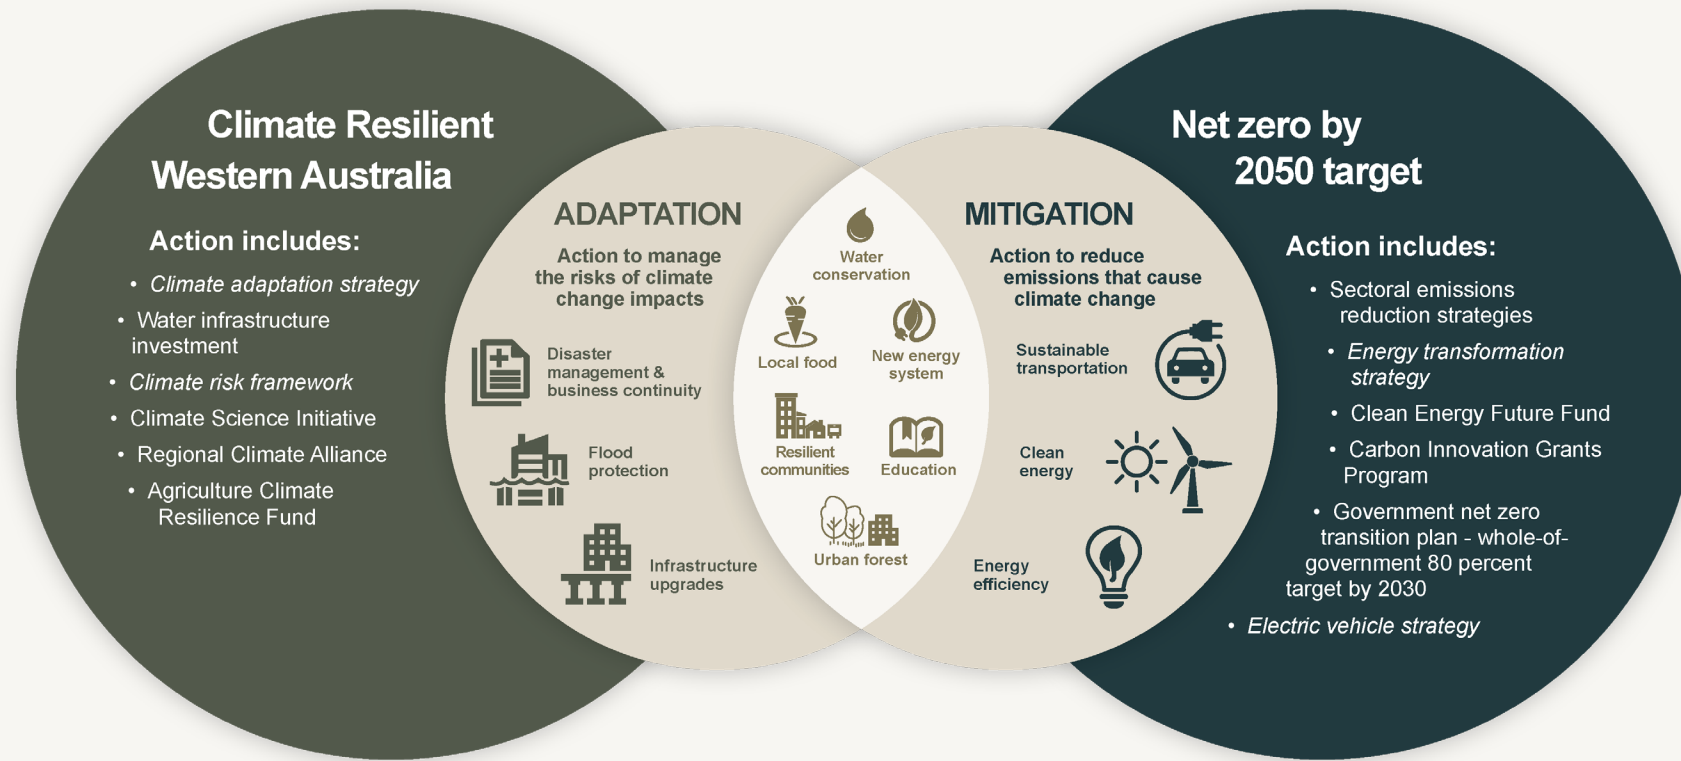 Climate Resilient
Western Australia
Action includes:
• Climate adaptation strategy
• Water infrastructure
investment
• Climate risk framework
• Climate Science Initiative
• Regional Climate Alliance
• Agriculture Climate
Resilience Fund
ADAPTATION
Action to manage
the risks of climate
change impacts
Disaster
management &
business continuity
Flood
protection
Infrastructure
upgrades
Water
conservation
Local food
New energy
system
Resilient
communities
Education
Urban forest
MITIGATION
Action to reduce
emissions that cause
climate change
Sustainable
transportation
Clean
energy
Energy
efficiency
Net zero by
2050 target
Action includes:
• Sectoral emissions
reduction strategies
• Energy transformation
strategy
• Clean Energy Future Fund
• Carbon Innovation Grants
Program
• Government net zero
transition plan - whole-of-
government 80 percent
target by 2030
• Electric vehicle strategy